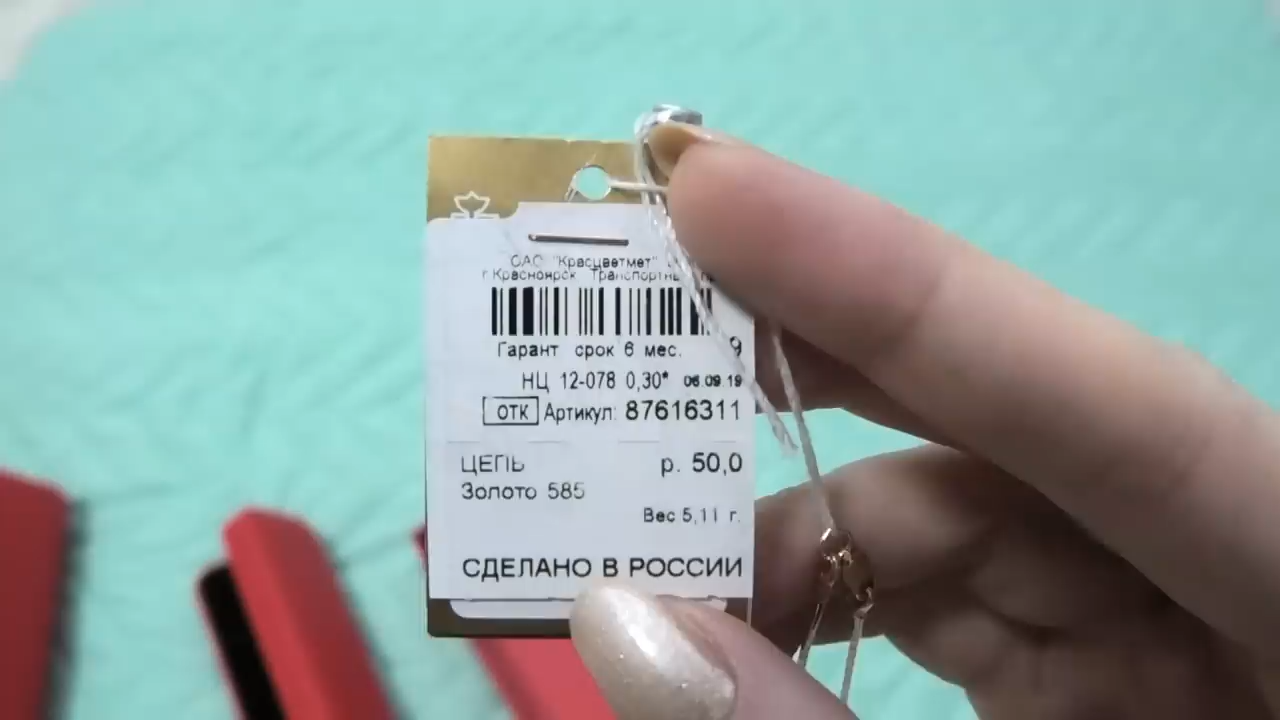 ОАО "Красцветмет"
г.Красноярск Транспортны
Гарант срок 6 мес. 9
НЦ 12-078 0,30* 06.09.19
ОТК Артикул: 87616311
ЦЕПЬ р. 50,0
Золото 585
Вес 5,11 г.
СДЕЛАНО В РОССИИ